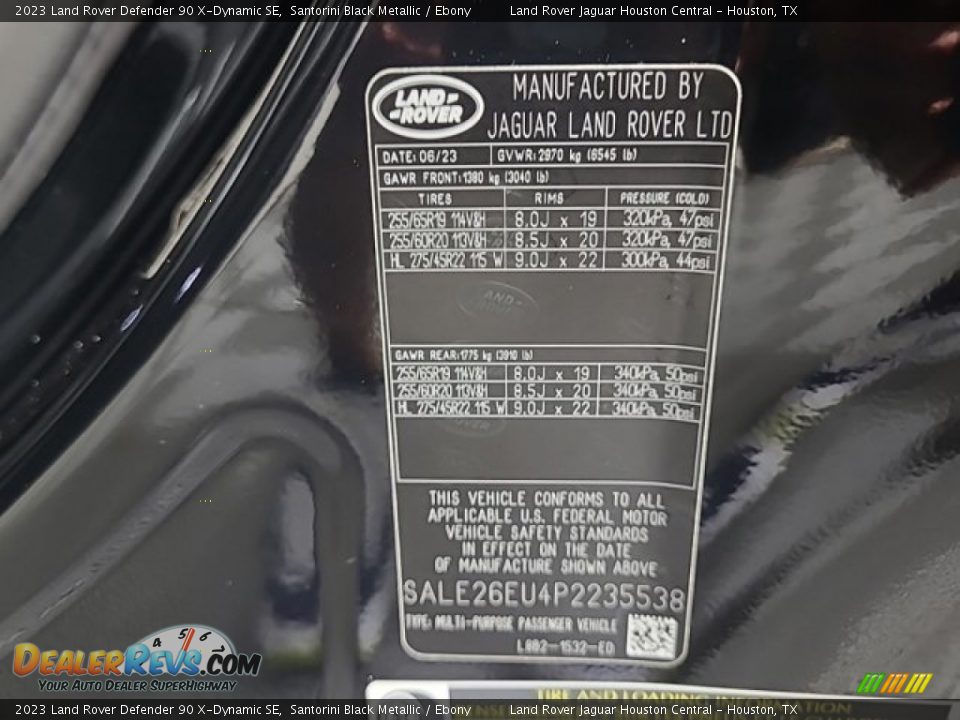 2023 Land Rover Defender 90 X-Dynamic SE, Santorini Black Metallic / Ebony Land Rover Jaguar Houston Central - Houston, TX
LAND ROVER
MANUFACTURED BY
JAGUAR LAND ROVER LTD
DATE: 06/23 GVWR: 2970 kg (6545 lb)
GAWR FRONT: 1380 kg (3040 lb)
TIRES RIMS PRESSURE (COLD)
255/65R19 114V&H 8.0J x 19 320kPa, 47psi
255/60R20 113V&H 8.5J x 20 320kPa, 47psi
HL 275/45R22 115 W 9.0J x 22 300kPa, 44psi
GAWR REAR: 1775 kg (3910 lb)
255/65R19 114V&H 8.0J x 19 340kPa, 50psi
255/60R20 113V&H 8.5J x 20 340kPa, 50psi
HL 275/45R22 115 W 9.0J x 22 340kPa, 50psi
THIS VEHICLE CONFORMS TO ALL
APPLICABLE U.S. FEDERAL MOTOR
VEHICLE SAFETY STANDARDS
IN EFFECT ON THE DATE
OF MANUFACTURE SHOWN ABOVE
SALE26EU4P2235538
TYPE: MULTI-PURPOSE PASSENGER VEHICLE
L8B2-1532-ED
TIRE AND LOADING
4 5 6
DEALERREVS.COM
YOUR AUTO DEALER SUPERHIGHWAY
2023 Land Rover Defender 90 X-Dynamic SE, Santorini Black Metallic / Ebony Land Rover Jaguar Houston Central - Houston, TX